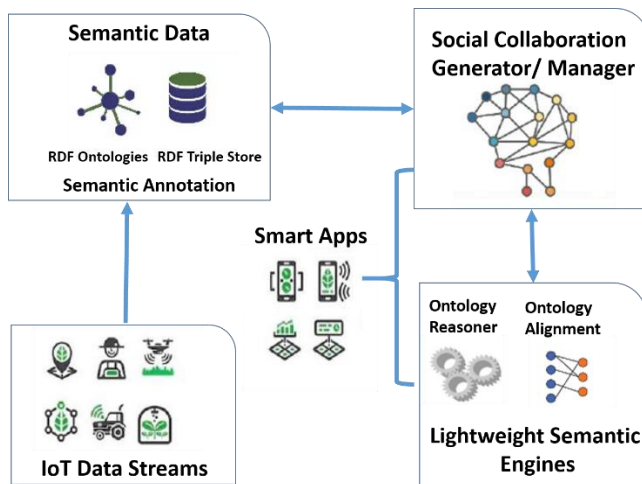 Semantic Data
RDF Ontologies
RDF Triple Store
Semantic Annotation
Social Collaboration
Generator/ Manager
Smart Apps
IoT Data Streams
Ontology
Reasoner
Ontology
Alignment
Lightweight Semantic
Engines